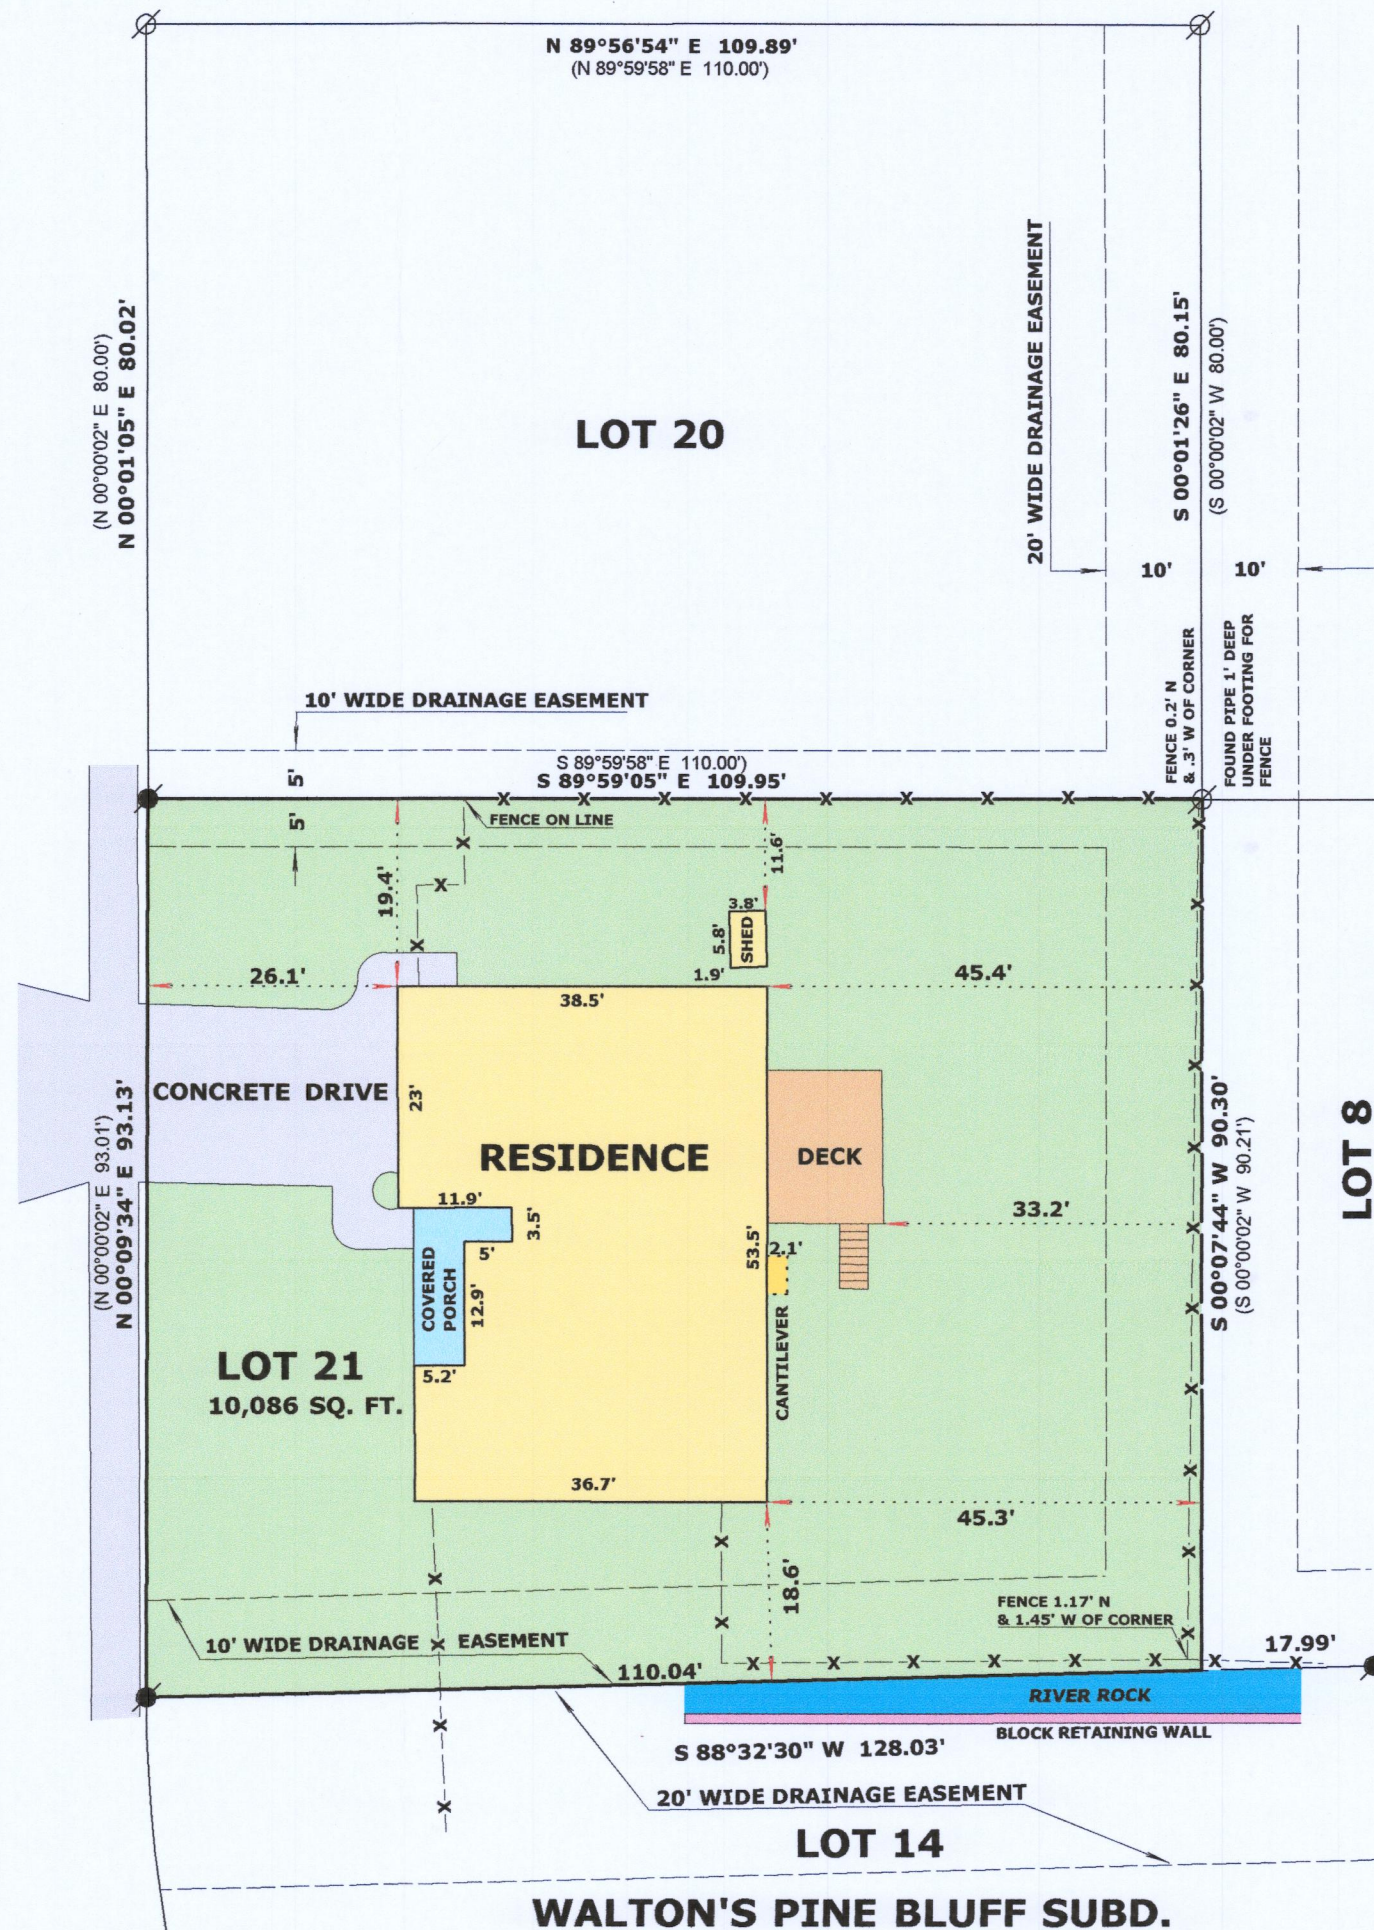 N 89°56'54" E 109.89'
(N 89°59'58" E 110.00')
(N 00°00'02" E 80.00')
N 00°01'05" E 80.02'
LOT 20
20' WIDE DRAINAGE EASEMENT
S 00°01'26" E 80.15'
(S 00°00'02" W 80.00')
10'
10'
FENCE 0.2' N
& .3' W OF CORNER
FOUND PIPE 1' DEEP
UNDER FOOTING FOR
FENCE
10' WIDE DRAINAGE EASEMENT
5'
S 89°59'58" E 110.00')
S 89°59'05" E 109.95'
5'
FENCE ON LINE
19.4'
11.6'
3.8'
5.8'
SHED
1.9'
26.1'
45.4'
38.5'
CONCRETE DRIVE
23'
RESIDENCE
DECK
(N 00°00'02" E 93.01')
N 00°09'34" E 93.13'
S 00°07'44" W 90.30'
(S 00°00'02" W 90.21')
LOT 8
11.9'
3.5'
33.2'
5'
53.5'
2.1'
COVERED
PORCH
12.9'
5.2'
CANTILEVER
LOT 21
10,086 SQ. FT.
36.7'
45.3'
18.6'
FENCE 1.17' N
& 1.45' W OF CORNER
10' WIDE DRAINAGE EASEMENT
110.04'
17.99'
RIVER ROCK
BLOCK RETAINING WALL
S 88°32'30" W 128.03'
20' WIDE DRAINAGE EASEMENT
LOT 14
WALTON'S PINE BLUFF SUBD.